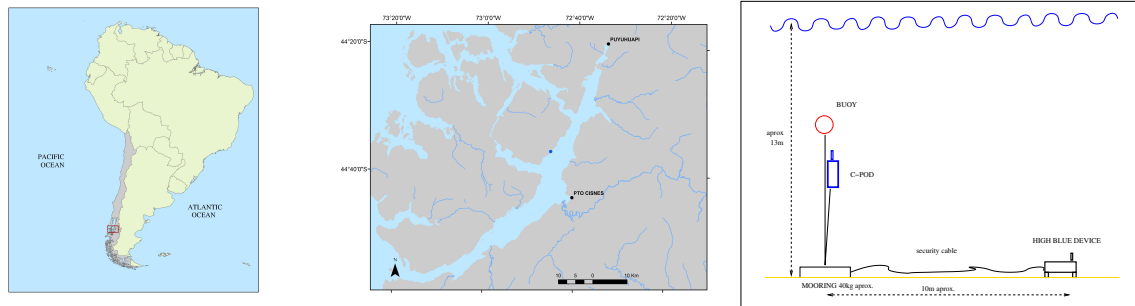 PACIFIC
OCEAN
ATLANTIC
OCEAN
73°20'0"W 73°0'0"W 72°40'0"W 72°20'0"W
44°20'0"S
PUYUHUAPI
44°40'0"S
PTO CISNES
N
10 5 0 10 Km
BUOY
aprox
13m
C-POD
HIGH BLUE DEVICE
security cable
MOORING 40kg aprox.
10m aprox.